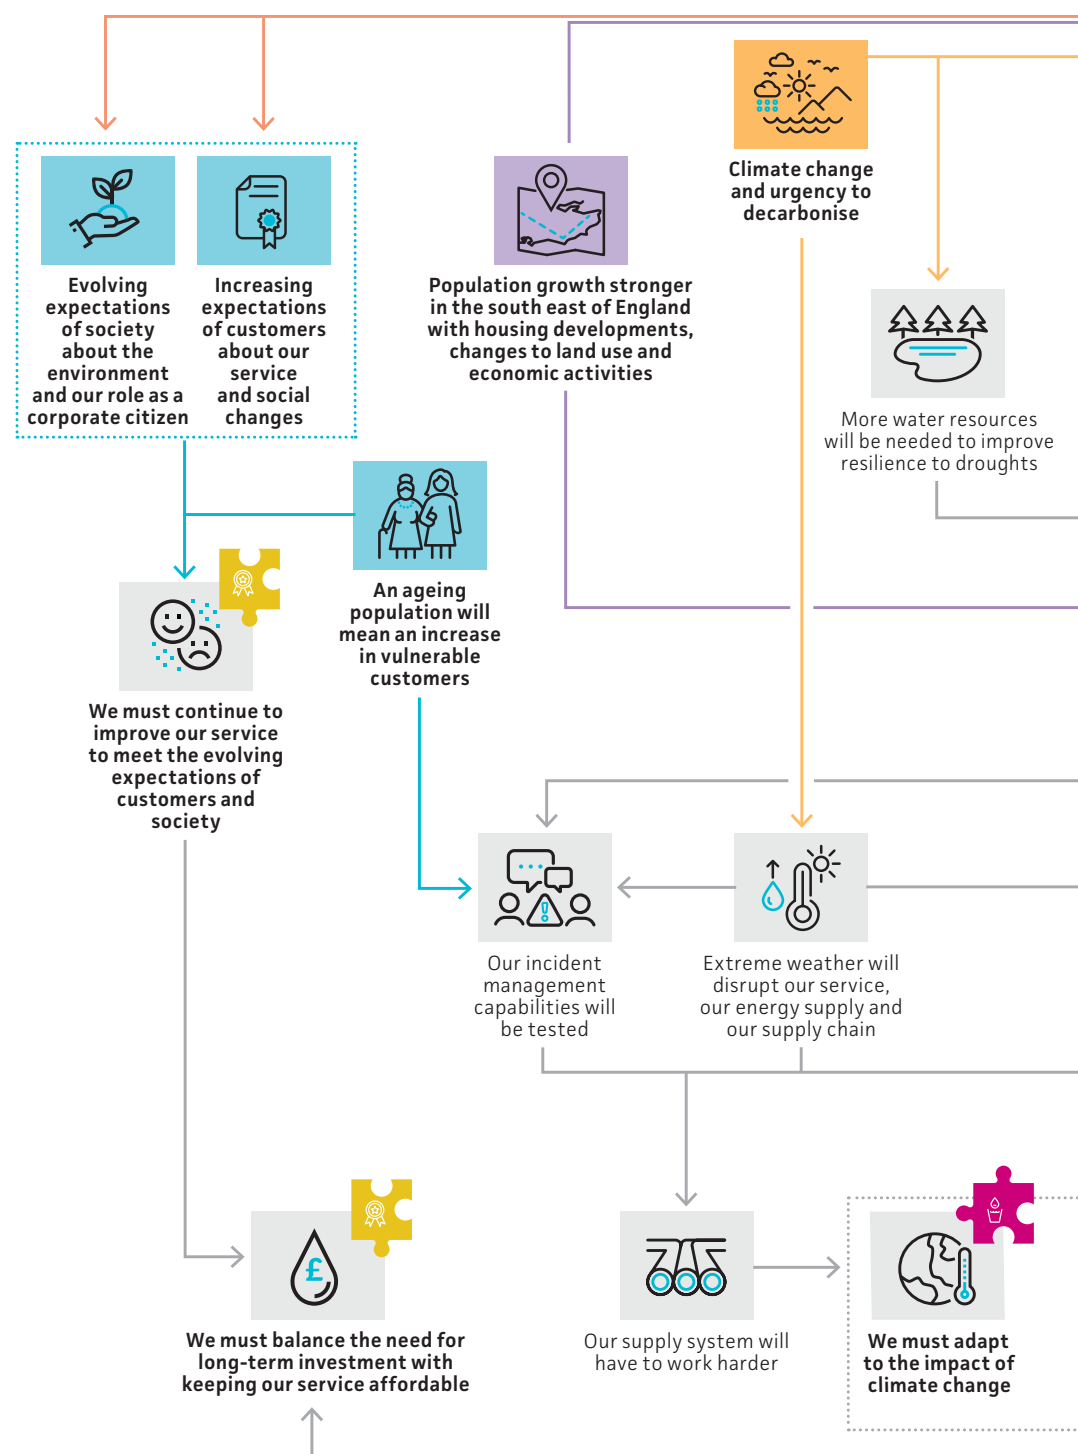 Climate change
and urgency to
decarbonise
Evolving
expectations
of society
about the
environment
and our role as a
corporate citizen
Increasing
expectations
of customers
about our
service
and social
changes
Population growth stronger
in the south east of England
with housing developments,
changes to land use and
economic activities
More water resources
will be needed to improve
resilience to droughts
An ageing
population will
mean an increase
in vulnerable
customers
We must continue to
improve our service
to meet the evolving
expectations of
customers and
society
Our incident
management
capabilities will
be tested
Extreme weather will
disrupt our service,
our energy supply and
our supply chain
£
We must balance the need for
long-term investment with
keeping our service affordable
Our supply system will
have to work harder
We must adapt
to the impact of
climate change